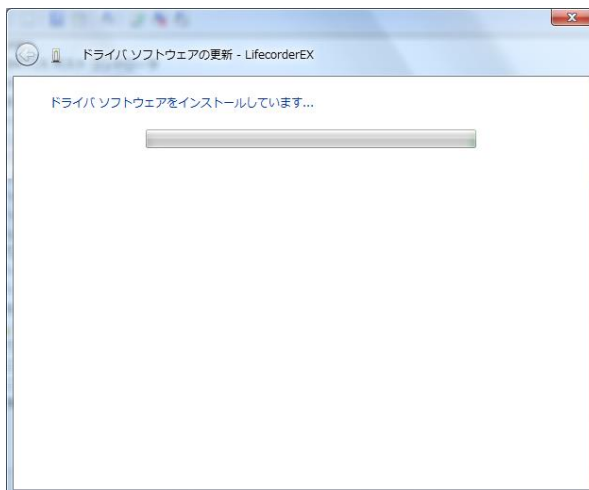 ドライバ ソフトウェアの更新 - LifecorderEX
ドライバ ソフトウェアをインストールしています...